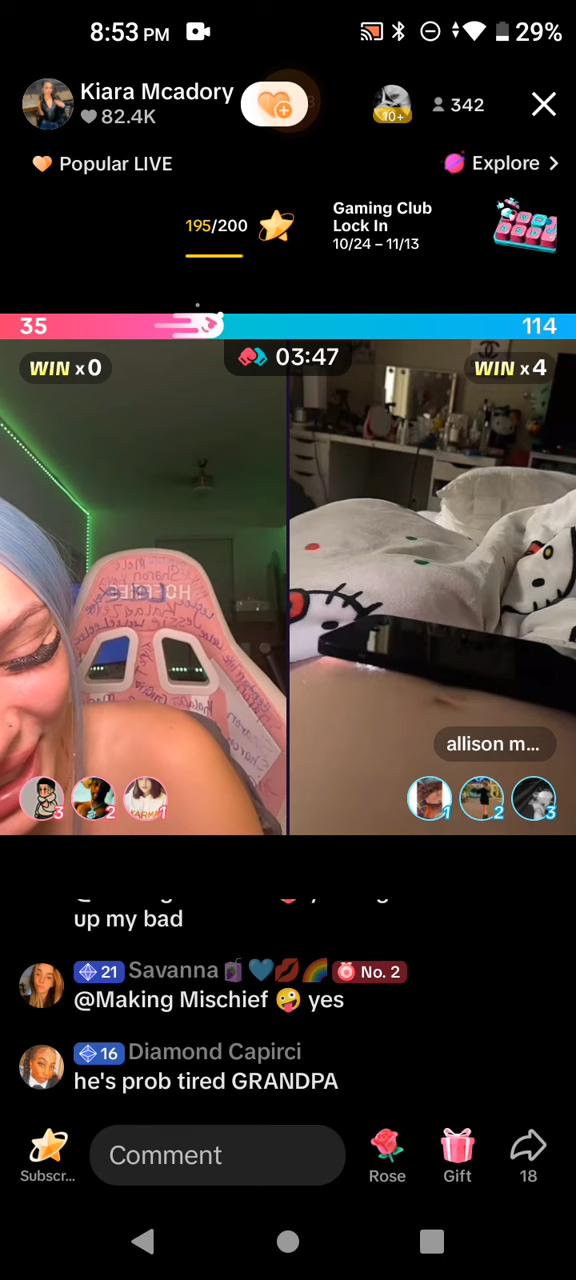 8:53 PM
29%
Kiara Mcadory
82.4K
10+
342
Popular LIVE
Explore
195/200
Gaming Club
Lock In
10/24 – 11/13
35
114
03:47
WIN x0
WIN x4
allison m...
3
2
1
1
2
3
up my bad
21 Savanna No. 2
@Making Mischief 🤪 yes
16 Diamond Capirci
he's prob tired GRANDPA
Subscr...
Comment
Rose
Gift
18